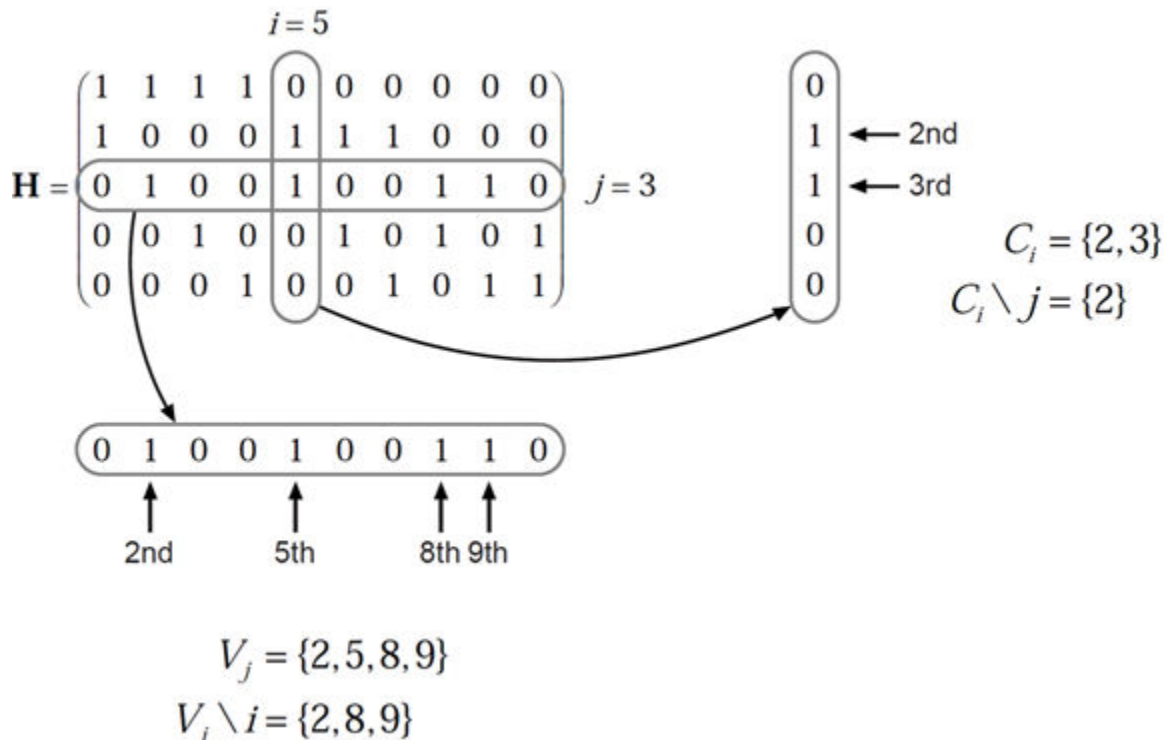 i = 5
1 1 1 1 0 0 0 0 0 0
1 0 0 0 1 1 1 0 0 0
H = 0 1 0 0 1 0 0 1 1 0 j = 3
0 0 1 0 0 1 0 1 0 1
0 0 0 1 0 0 1 0 1 1
0
1 2nd
1 3rd
0
0
C_i = {2,3}
C_i \ j = {2}
0 1 0 0 1 0 0 1 1 0
2nd 5th 8th 9th
V_j = {2,5,8,9}
V_j \ i = {2,8,9}